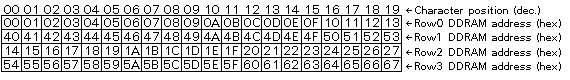 00 01 02 03 04 05 06 07 08 09 10 11 12 13 14 15 16 17 18 19 ←Character position (dec.)
00 01 02 03 04 05 06 07 08 09 0A 0B 0C 0D 0E 0F 10 11 12 13 ←Row0 DDRAM address (hex)
40 41 42 43 44 45 46 47 48 49 4A 4B 4C 4D 4E 4F 50 51 52 53 ←Row1 DDRAM address (hex)
14 15 16 17 18 19 1A 1B 1C 1D 1E 1F 20 21 22 23 24 25 26 27 ←Row2 DDRAM address (hex)
54 55 56 57 58 59 5A 5B 5C 5D 5E 5F 60 61 62 63 64 65 66 67 ←Row3 DDRAM address (hex)